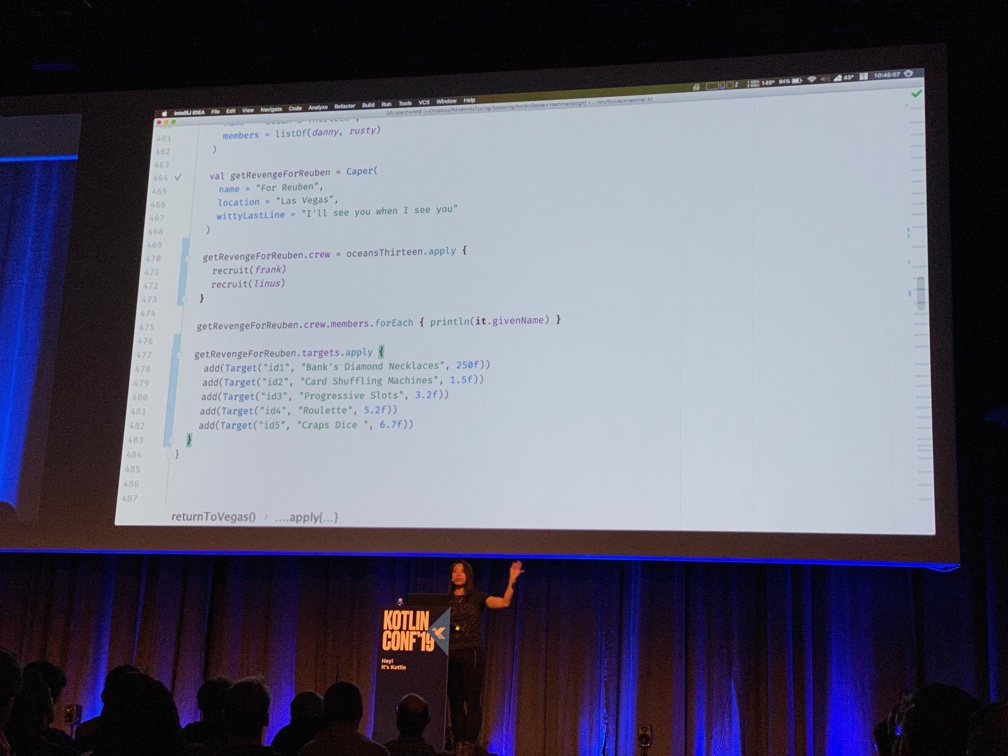 IntelliJ IDEA File Edit View Navigate Code Analyze Refactor Build Run Tools VCS Window Help
10:45:07
461 members = listOf(danny, rusty)
462 )
463
464 val getRevengeForReuben = Caper(
465 name = "For Reuben",
466 location = "Las Vegas",
467 wittyLastLine = "I'll see you when I see you"
468 )
469
470 getRevengeForReuben.crew = oceansThirteen.apply {
471 recruit(frank)
472 recruit(linus)
473 }
474
475 getRevengeForReuben.crew.members.forEach { println(it.givenName) }
476
477 getRevengeForReuben.targets.apply {
478 add(Target("id1", "Bank's Diamond Necklaces", 250f))
479 add(Target("id2", "Card Shuffling Machines", 1.5f))
480 add(Target("id3", "Progressive Slots", 3.2f))
481 add(Target("id4", "Roulette", 5.2f))
482 add(Target("id5", "Craps Dice ", 6.7f))
483 }
484 }
485
486
487
returnToVegas() › ....apply{...}
KOTLIN
CONF'19
Hey!
It's Kotlin